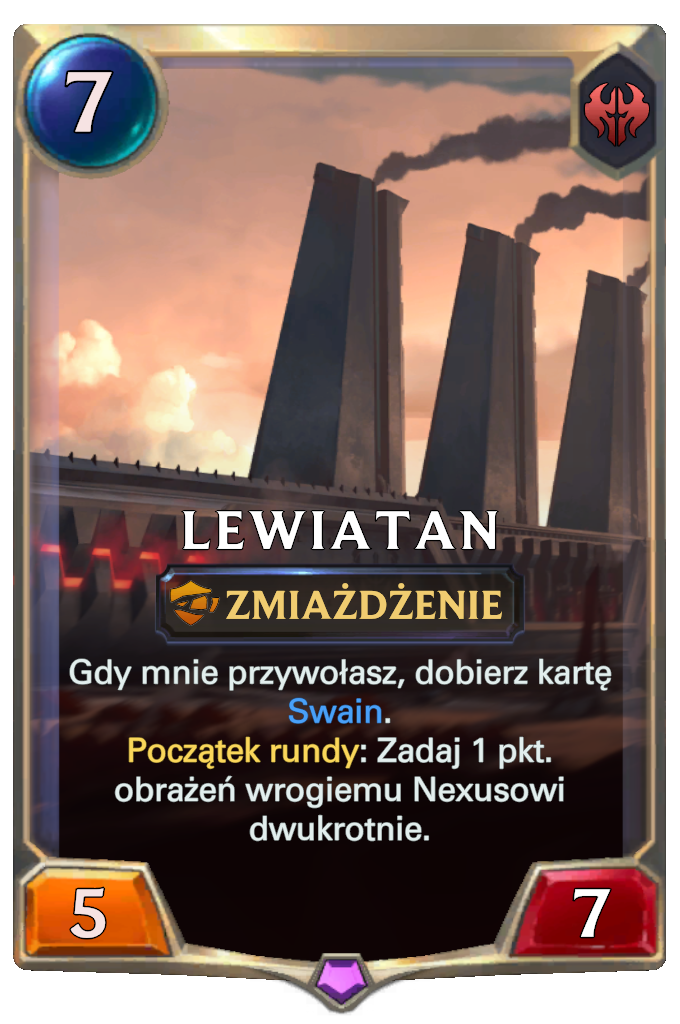 7
LEWIATAN
ZMIAŻDŻENIE
Gdy mnie przywołasz, dobierz kartę
Swain.
Początek rundy: Zadaj 1 pkt.
obrażeń wrogiemu Nexusowi
dwukrotnie.
5
7